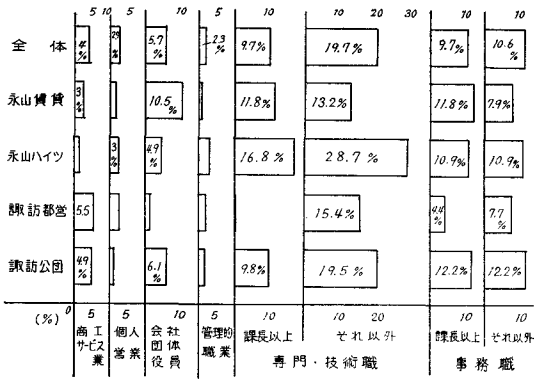 5 10 5 10 5 10 10 20 30 10 10
全体 4% 2.9% 5.7% 2.3% 9.7% 19.7% 9.7% 10.6%
永山賃貸 3% 10.5% 11.8% 13.2% 11.8% 7.9%
永山ハイツ 3% 4.9% 16.8% 28.7% 10.9% 10.9%
諏訪都営 5.5 15.4% 4.4% 7.7%
諏訪公団 4.9% 6.1% 9.8% 19.5% 12.2% 12.2%
(%) 0 5 5 10 5 10 10 20 10 10
商工サービス業 個人営業 会社団体役員 管理的職業 課長以上 それ以外 課長以上 それ以外
専門・技術職 事務職